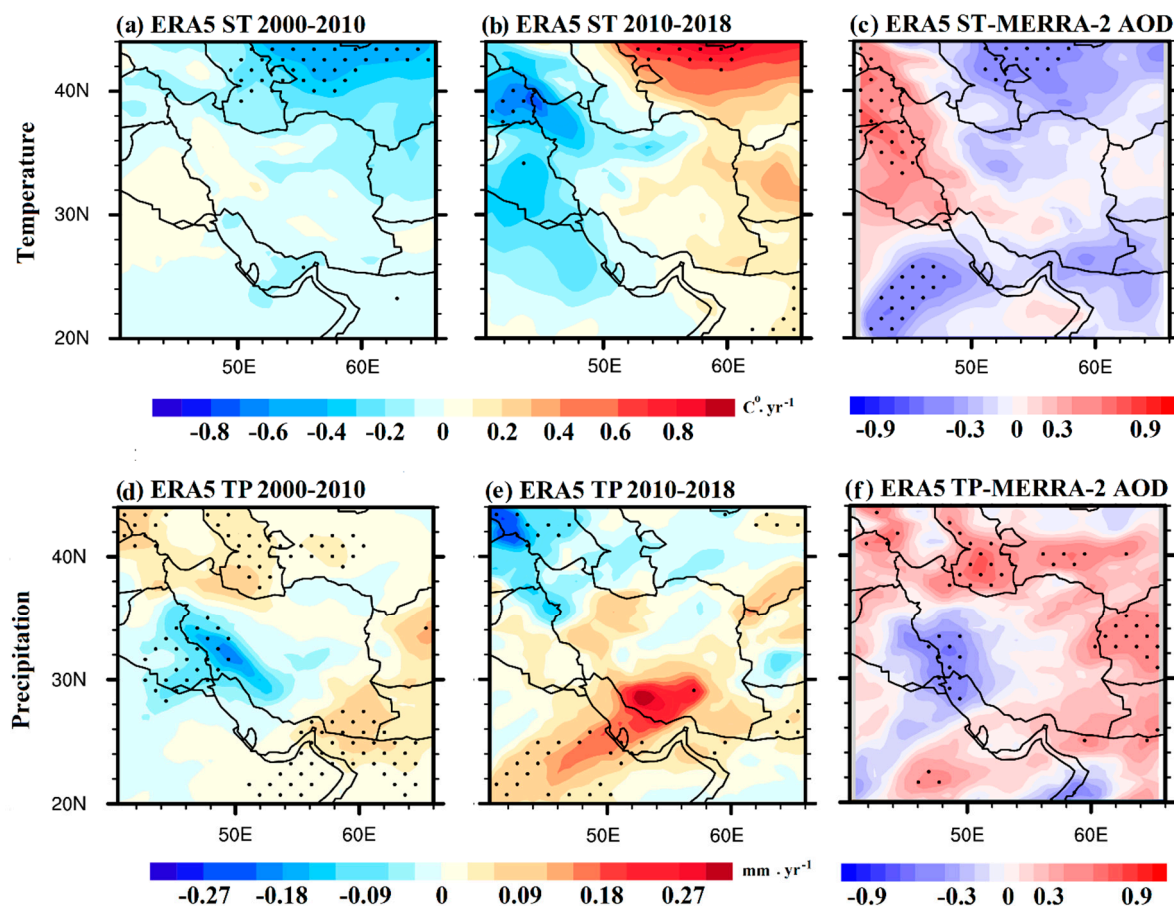 (a) ERA5 ST 2000-2010
(b) ERA5 ST 2010-2018
(c) ERA5 ST-MERRA-2 AOD
Temperature
40N
30N
20N
50E 60E
50E 60E
50E 60E
-0.8 -0.6 -0.4 -0.2 0 0.2 0.4 0.6 0.8
C⁰. yr⁻¹
-0.9 -0.3 0 0.3 0.9
(d) ERA5 TP 2000-2010
(e) ERA5 TP 2010-2018
(f) ERA5 TP-MERRA-2 AOD
Precipitation
40N
30N
20N
50E 60E
50E 60E
50E 60E
-0.27 -0.18 -0.09 0 0.09 0.18 0.27
mm . yr⁻¹
-0.9 -0.3 0 0.3 0.9